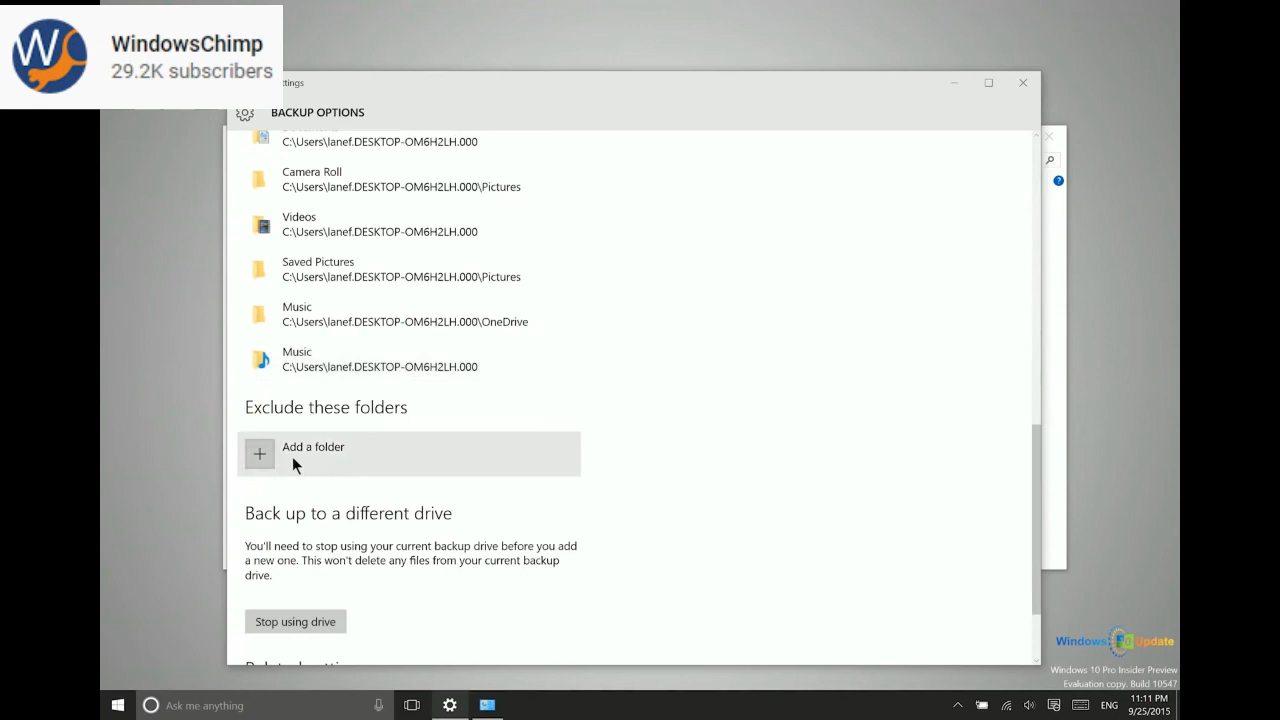 WindowsChimp
29.2K subscribers
ttings
BACKUP OPTIONS
C:\Users\lanef.DESKTOP-OM6H2LH.000
Camera Roll
C:\Users\lanef.DESKTOP-OM6H2LH.000\Pictures
Videos
C:\Users\lanef.DESKTOP-OM6H2LH.000
Saved Pictures
C:\Users\lanef.DESKTOP-OM6H2LH.000\Pictures
Music
C:\Users\lanef.DESKTOP-OM6H2LH.000\OneDrive
Music
C:\Users\lanef.DESKTOP-OM6H2LH.000
Exclude these folders
Add a folder
Back up to a different drive
You'll need to stop using your current backup drive before you add
a new one. This won't delete any files from your current backup
drive.
Stop using drive
Windows 10 Update
Windows 10 Pro Insider Preview
Evaluation copy. Build 10547
Ask me anything
ENG
11:11 PM
9/25/2015